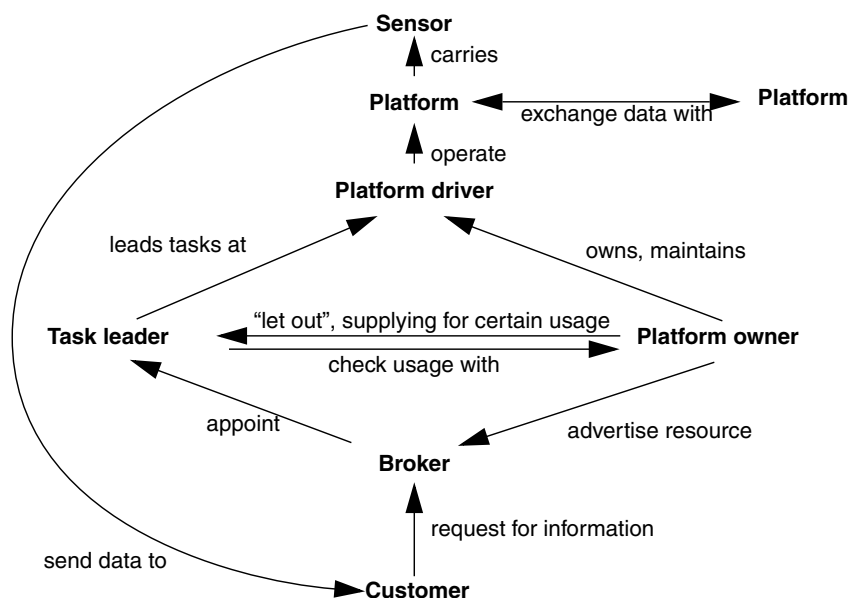 Sensor
carries
Platform
Platform
exchange data with
operate
Platform driver
leads tasks at
owns, maintains
“let out”, supplying for certain usage
Task leader
Platform owner
check usage with
appoint
advertise resource
Broker
request for information
send data to
Customer